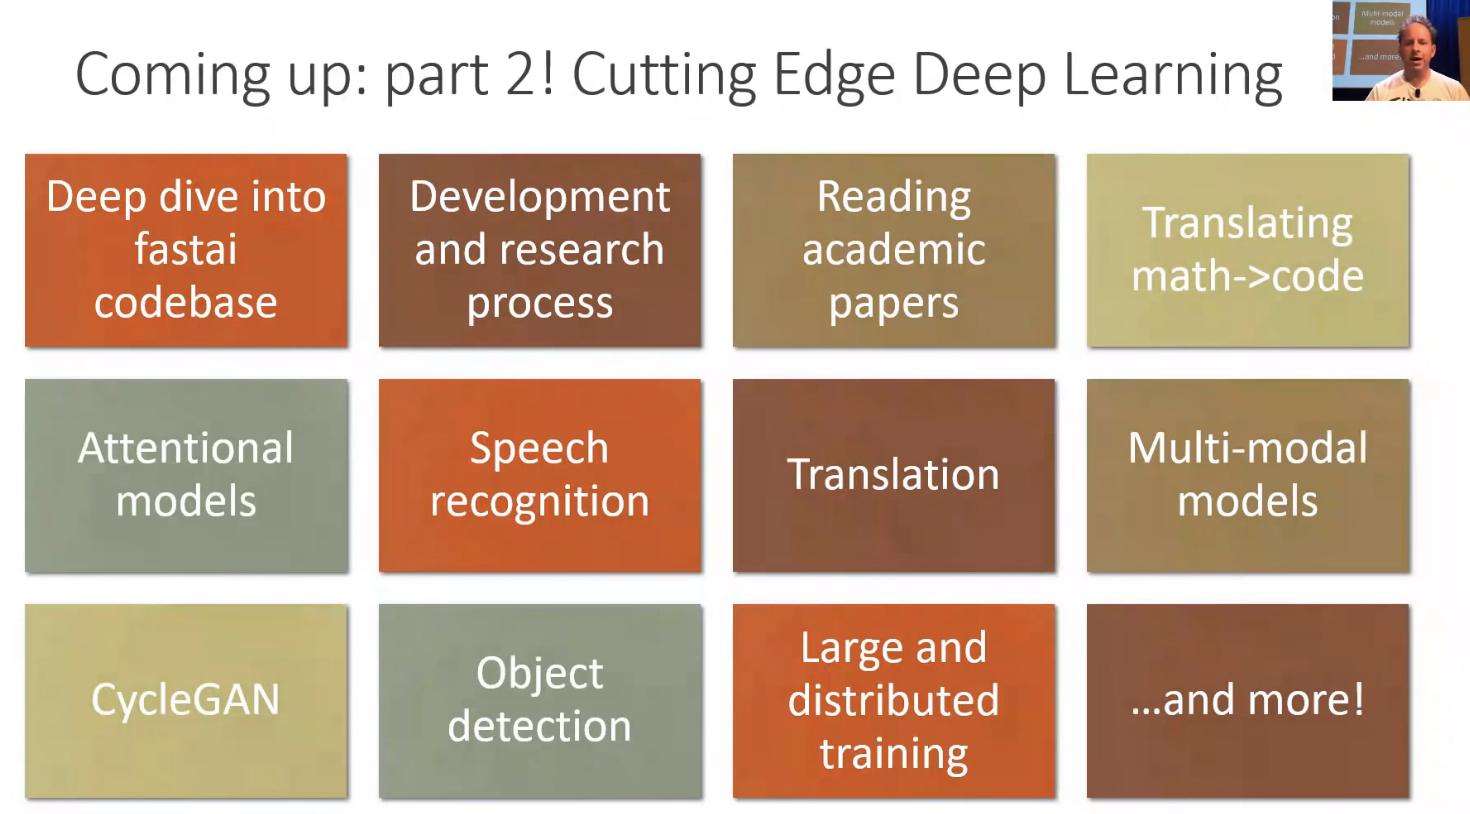 Coming up: part 2! Cutting Edge Deep Learning
Multi-modal
models
...and more
Deep dive into
fastai
codebase
Development
and research
process
Reading
academic
papers
Translating
math->code
Attentional
models
Speech
recognition
Translation
Multi-modal
models
CycleGAN
Object
detection
Large and
distributed
training
...and more!